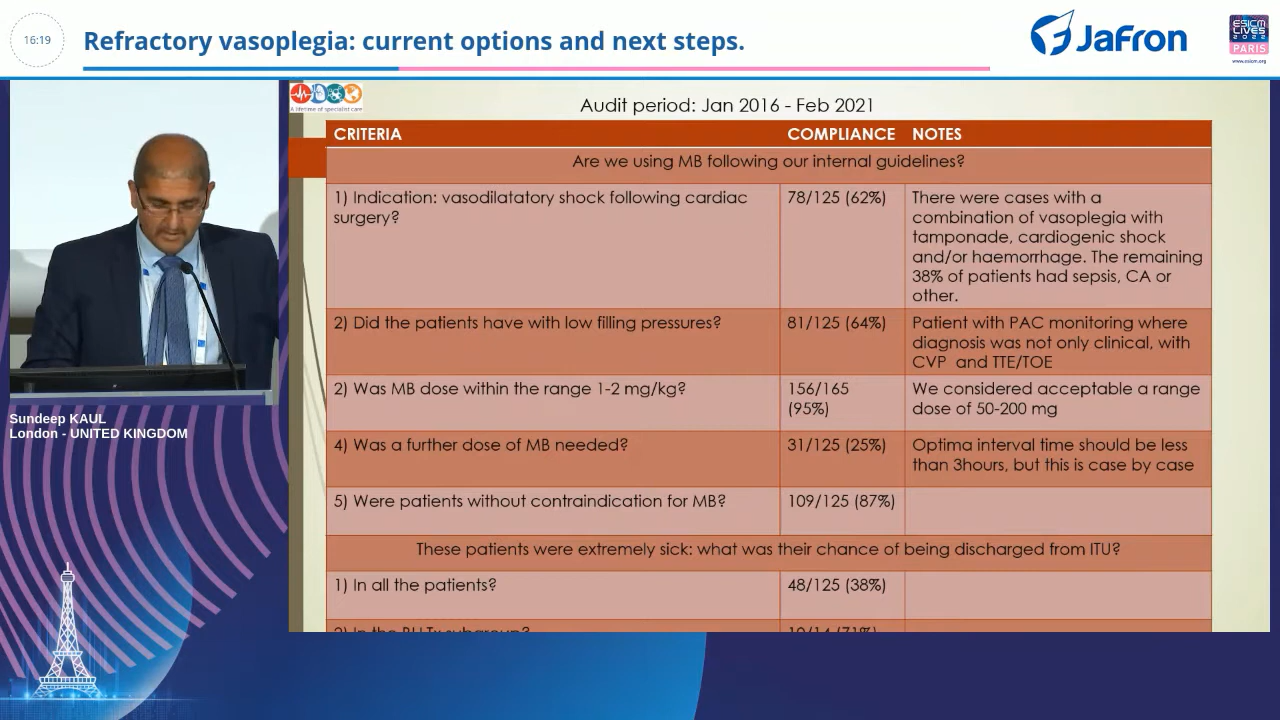 16:19
Refractory vasoplegia: current options and next steps.
JaFron
ESICM
LIVES
2022
PARIS
www.esicm.org
A lifetime of specialist care
Audit period: Jan 2016 - Feb 2021
CRITERIA COMPLIANCE NOTES
Are we using MB following our internal guidelines?
1) Indication: vasodilatatory shock following cardiac
surgery?
78/125 (62%)
There were cases with a
combination of vasoplegia with
tamponade, cardiogenic shock
and/or haemorrhage. The remaining
38% of patients had sepsis, CA or
other.
2) Did the patients have with low filling pressures?
81/125 (64%)
Patient with PAC monitoring where
diagnosis was not only clinical, with
CVP and TTE/TOE
2) Was MB dose within the range 1-2 mg/kg?
156/165
(95%)
We considered acceptable a range
dose of 50-200 mg
4) Was a further dose of MB needed?
31/125 (25%)
Optima interval time should be less
than 3hours, but this is case by case
5) Were patients without contraindication for MB?
109/125 (87%)
These patients were extremely sick: what was their chance of being discharged from ITU?
1) In all the patients?
48/125 (38%)
Sundeep KAUL
London - UNITED KINGDOM